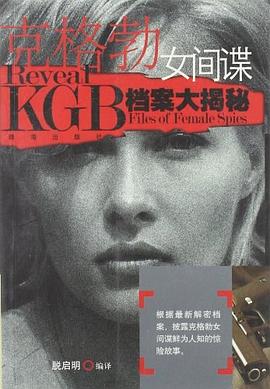 克格勃
女间谍
Reveal
KGB 档案大揭秘
Files of Female Spies
根据最新解密档
案，披露克格勃女
间谍鲜为人知的惊
险故事。
脱启明 编译